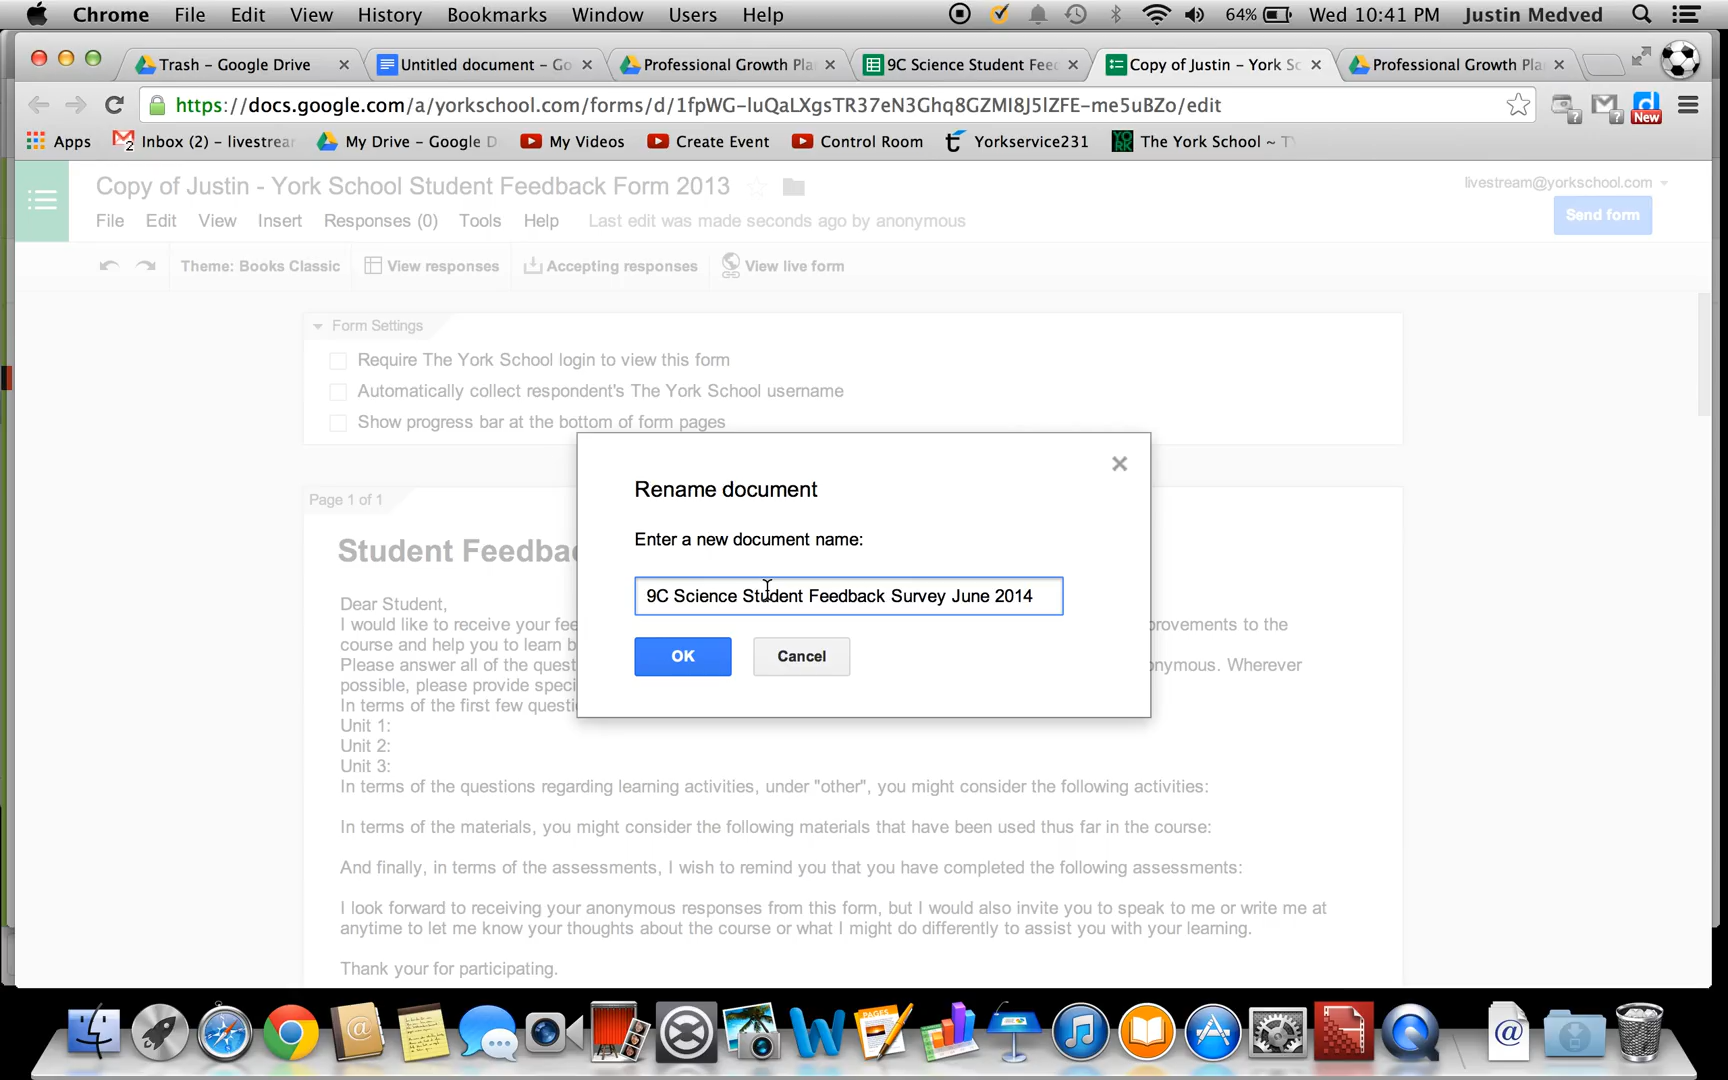 Chrome File Edit View History Bookmarks Window Users Help 64% Wed 10:41 PM Justin Medved
Trash - Google Drive × Untitled document - Go × Professional Growth Pla × 9C Science Student Fee × Copy of Justin - York Sc × Professional Growth Pla ×
https://docs.google.com/a/yorkschool.com/forms/d/1fpWG-luQaLXgsTR37eN3Ghq8GZMI8J5lZFE-me5uBZo/edit ? ? New
Apps 2 Inbox (2) - livestrea My Drive - Google D My Videos Create Event Control Room Yorkservice231 The York School ~ T
Copy of Justin - York School Student Feedback Form 2013 livestream@yorkschool.com
File Edit View Insert Responses (0) Tools Help Last edit was made seconds ago by anonymous Send form
Theme: Books Classic View responses Accepting responses View live form
Form Settings
Require The York School login to view this form
Automatically collect respondent's The York School username
Show progress bar at the bottom of form pages
Rename document
Enter a new document name:
9C Science Student Feedback Survey June 2014
OK Cancel
Page 1 of 1
Student Feedba
Dear Student,
I would like to receive your fee provements to the
course and help you to learn b
Please answer all of the quest onymous. Wherever
possible, please provide speci
In terms of the first few questi
Unit 1:
Unit 2:
Unit 3:
In terms of the questions regarding learning activities, under "other", you might consider the following activities:
In terms of the materials, you might consider the following materials that have been used thus far in the course:
And finally, in terms of the assessments, I wish to remind you that you have completed the following assessments:
I look forward to receiving your anonymous responses from this form, but I would also invite you to speak to me or write me at
anytime to let me know your thoughts about the course or what I might do differently to assist you with your learning.
Thank your for participating.